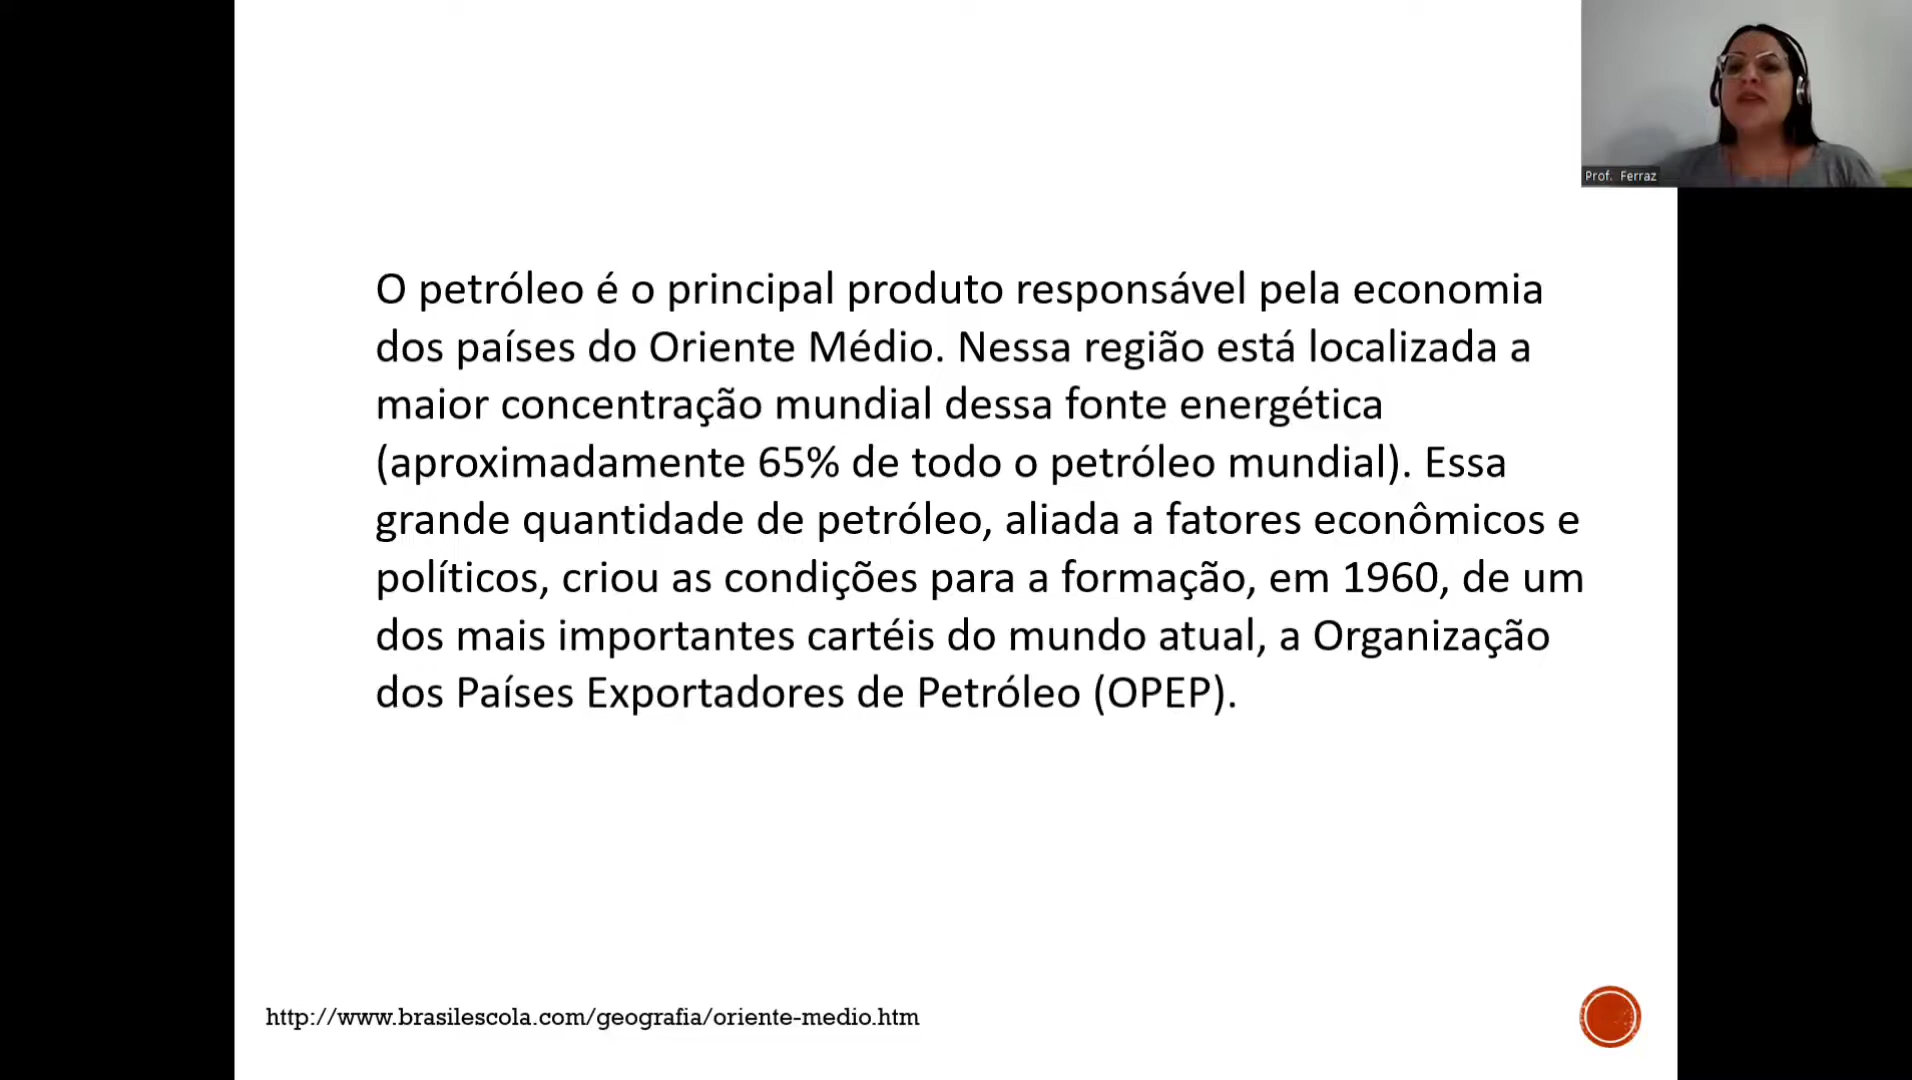 Prof. Ferraz
O petróleo é o principal produto responsável pela economia
dos países do Oriente Médio. Nessa região está localizada a
maior concentração mundial dessa fonte energética
(aproximadamente 65% de todo o petróleo mundial). Essa
grande quantidade de petróleo, aliada a fatores econômicos e
políticos, criou as condições para a formação, em 1960, de um
dos mais importantes cartéis do mundo atual, a Organização
dos Países Exportadores de Petróleo (OPEP).
http://www.brasilescola.com/geografia/oriente-medio.htm